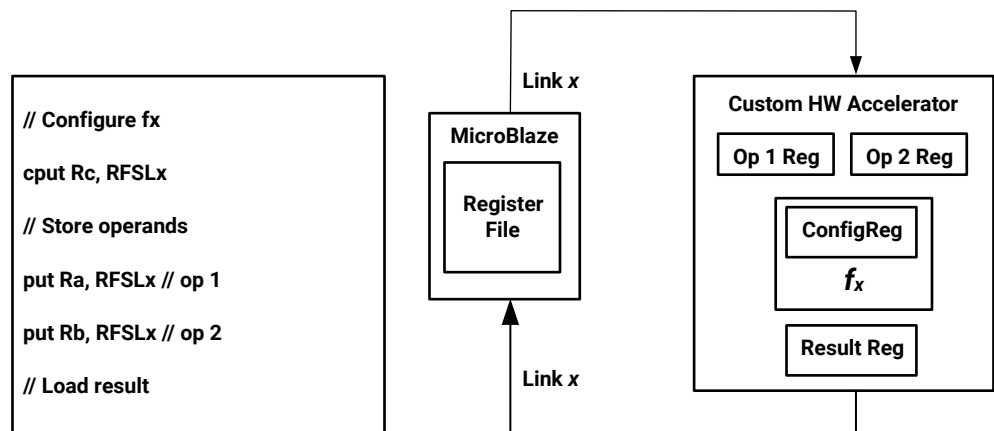 // Configure fx
cput Rc, RFSLx
// Store operands
put Ra, RFSLx // op 1
put Rb, RFSLx // op 2
// Load result
Link x
MicroBlaze
Register
File
Link x
Custom HW Accelerator
Op 1 Reg
Op 2 Reg
ConfigReg
fx
Result Reg